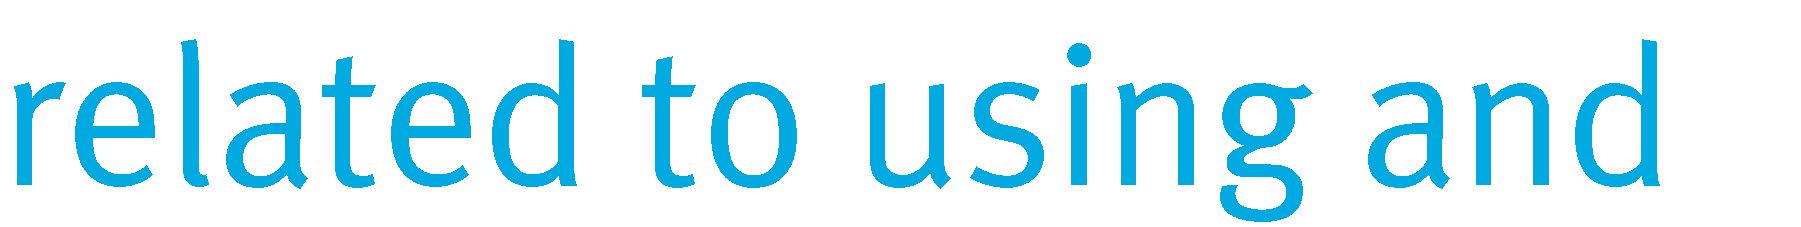 related to using and